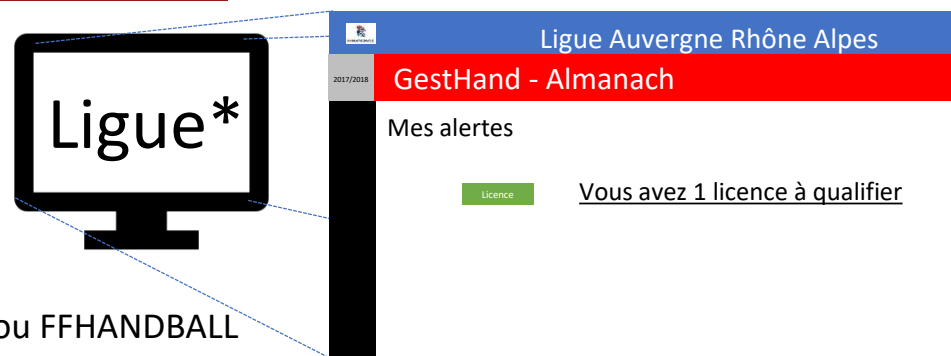 Ligue*
ou FFHANDBALL
Ligue Auvergne Rhône Alpes
2017/2018
GestHand - Almanach
Mes alertes
Licence
Vous avez 1 licence à qualifier